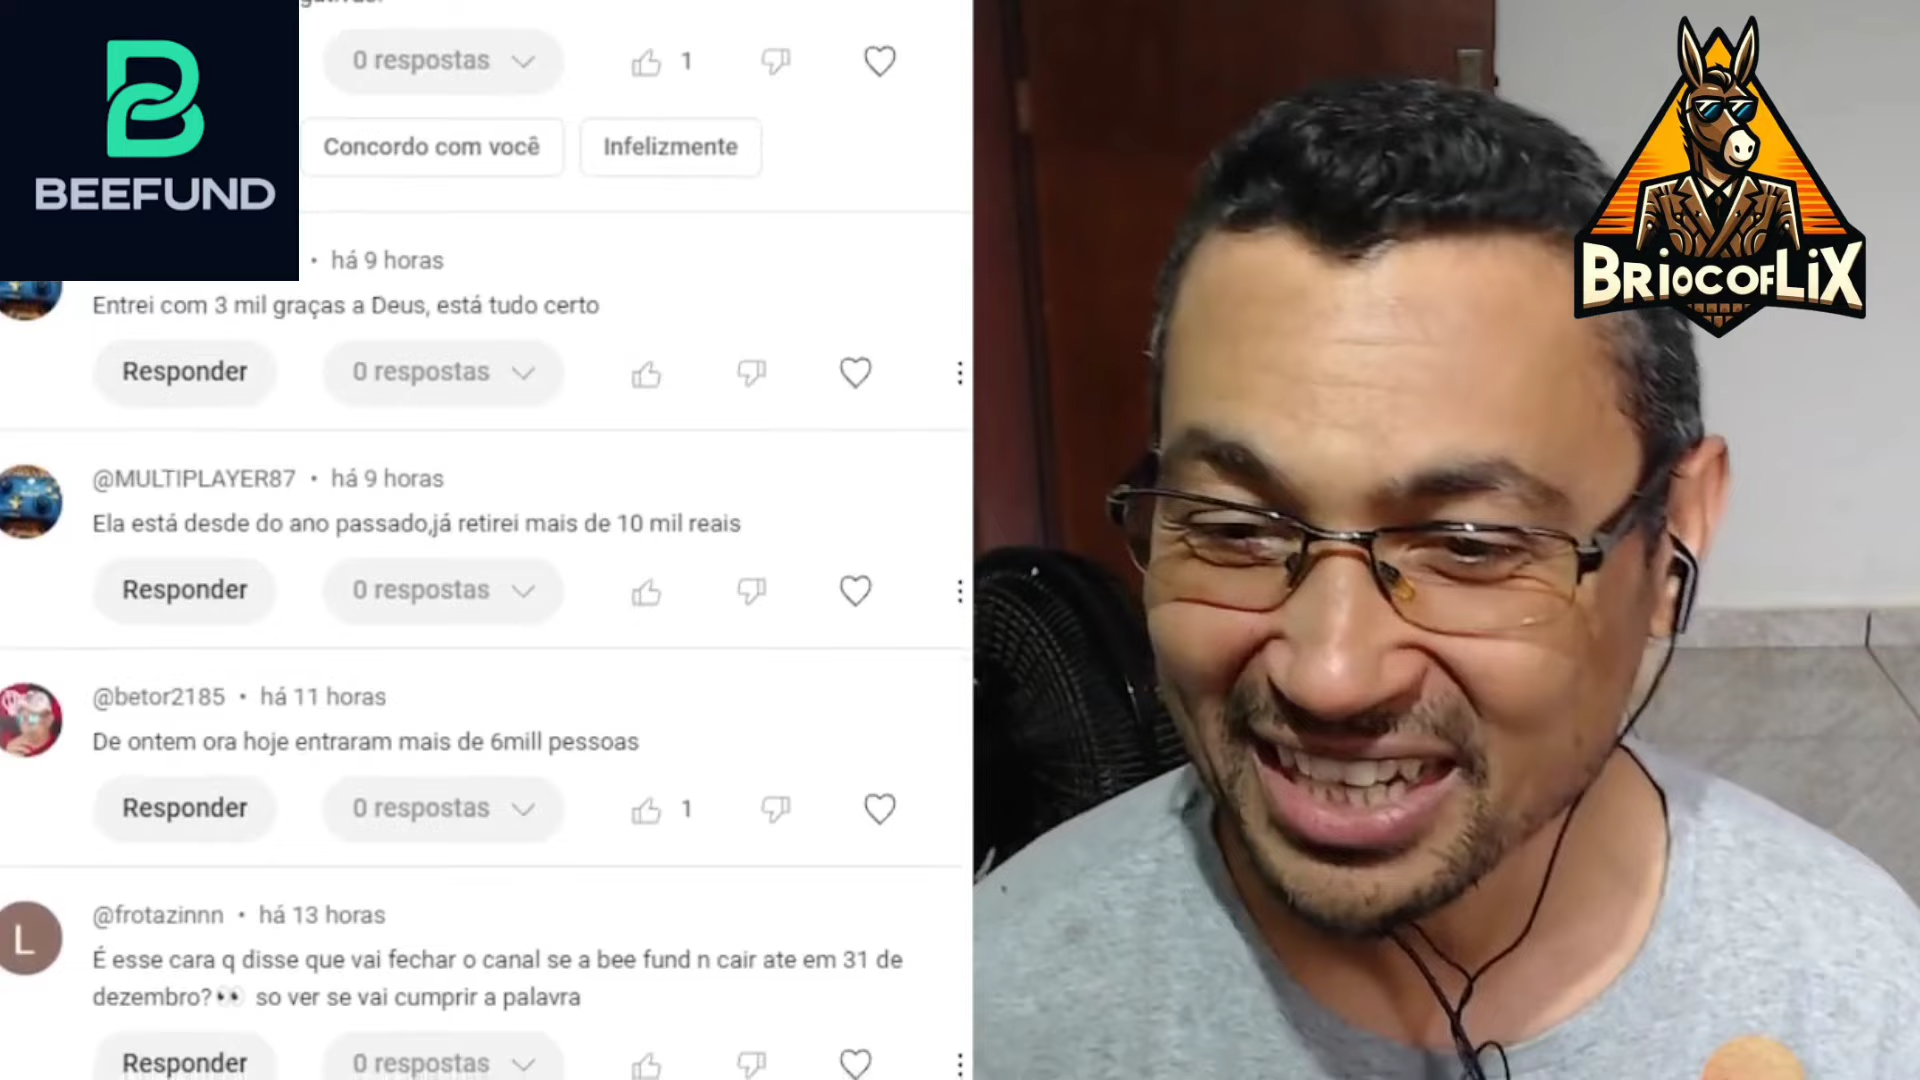 0 respostas
1
Concordo com você
Infelizmente
BEEFUND
BRiOCOFLiX
• há 9 horas
Entrei com 3 mil graças a Deus, está tudo certo
Responder
0 respostas
@MULTIPLAYER87 • há 9 horas
Ela está desde do ano passado,já retirei mais de 10 mil reais
Responder
0 respostas
@betor2185 • há 11 horas
De ontem ora hoje entraram mais de 6mill pessoas
Responder
0 respostas
1
L
@frotazinnn • há 13 horas
É esse cara q disse que vai fechar o canal se a bee fund n cair ate em 31 de
dezembro?👀 so ver se vai cumprir a palavra
Responder
0 respostas